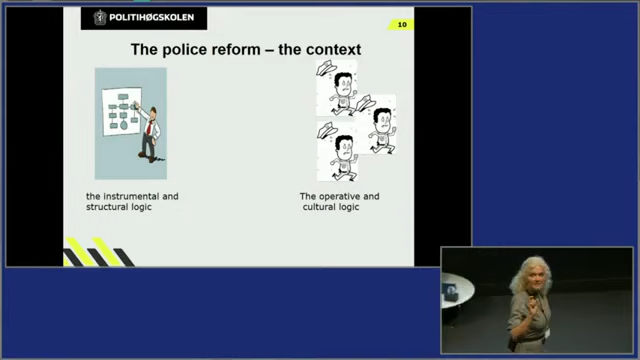 POLITIHØGSKOLEN
10
The police reform – the context
the instrumental and
structural logic
The operative and
cultural logic